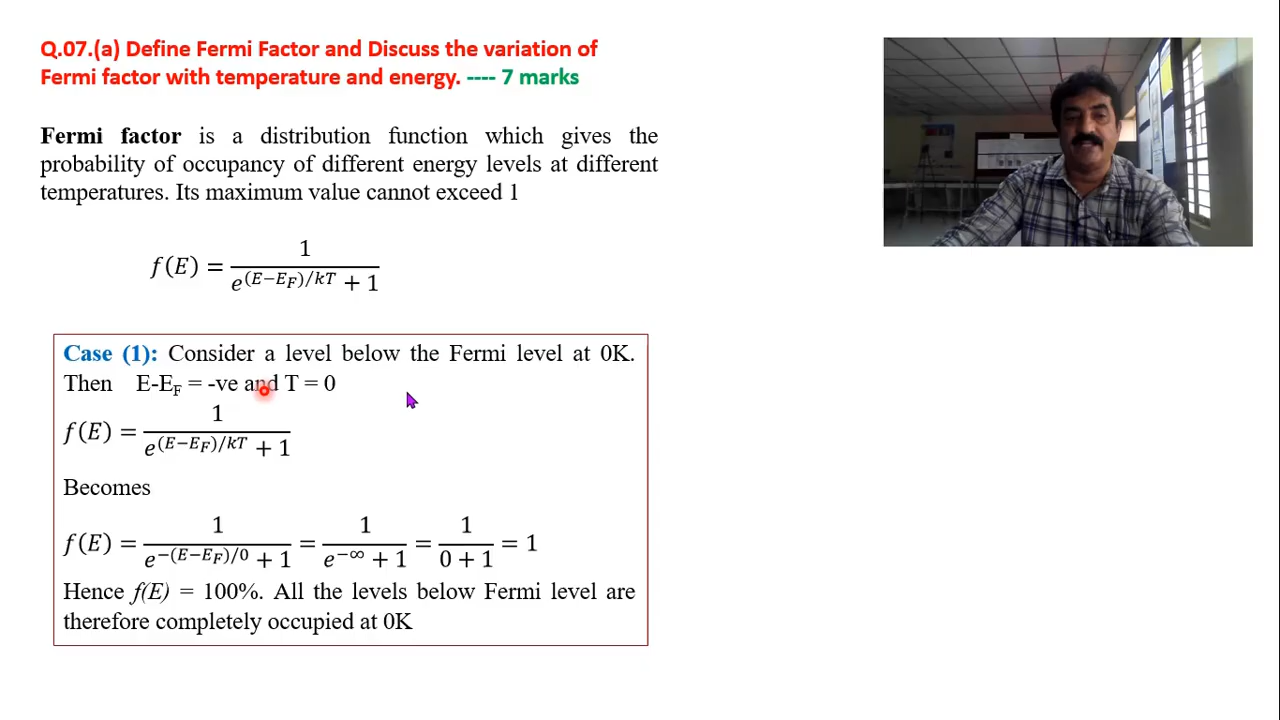 Q.07.(a) Define Fermi Factor and Discuss the variation of
Fermi factor with temperature and energy. ---- 7 marks
Fermi factor is a distribution function which gives the
probability of occupancy of different energy levels at different
temperatures. Its maximum value cannot exceed 1
f(E) = 1 / (e^((E−E_F)/kT) + 1)
Case (1): Consider a level below the Fermi level at 0K.
Then E-E_F = -ve and T = 0
f(E) = 1 / (e^((E−E_F)/kT) + 1)
Becomes
f(E) = 1 / (e^(−(E−E_F)/0) + 1) = 1 / (e^(−∞) + 1) = 1 / (0 + 1) = 1
Hence f(E) = 100%. All the levels below Fermi level are
therefore completely occupied at 0K